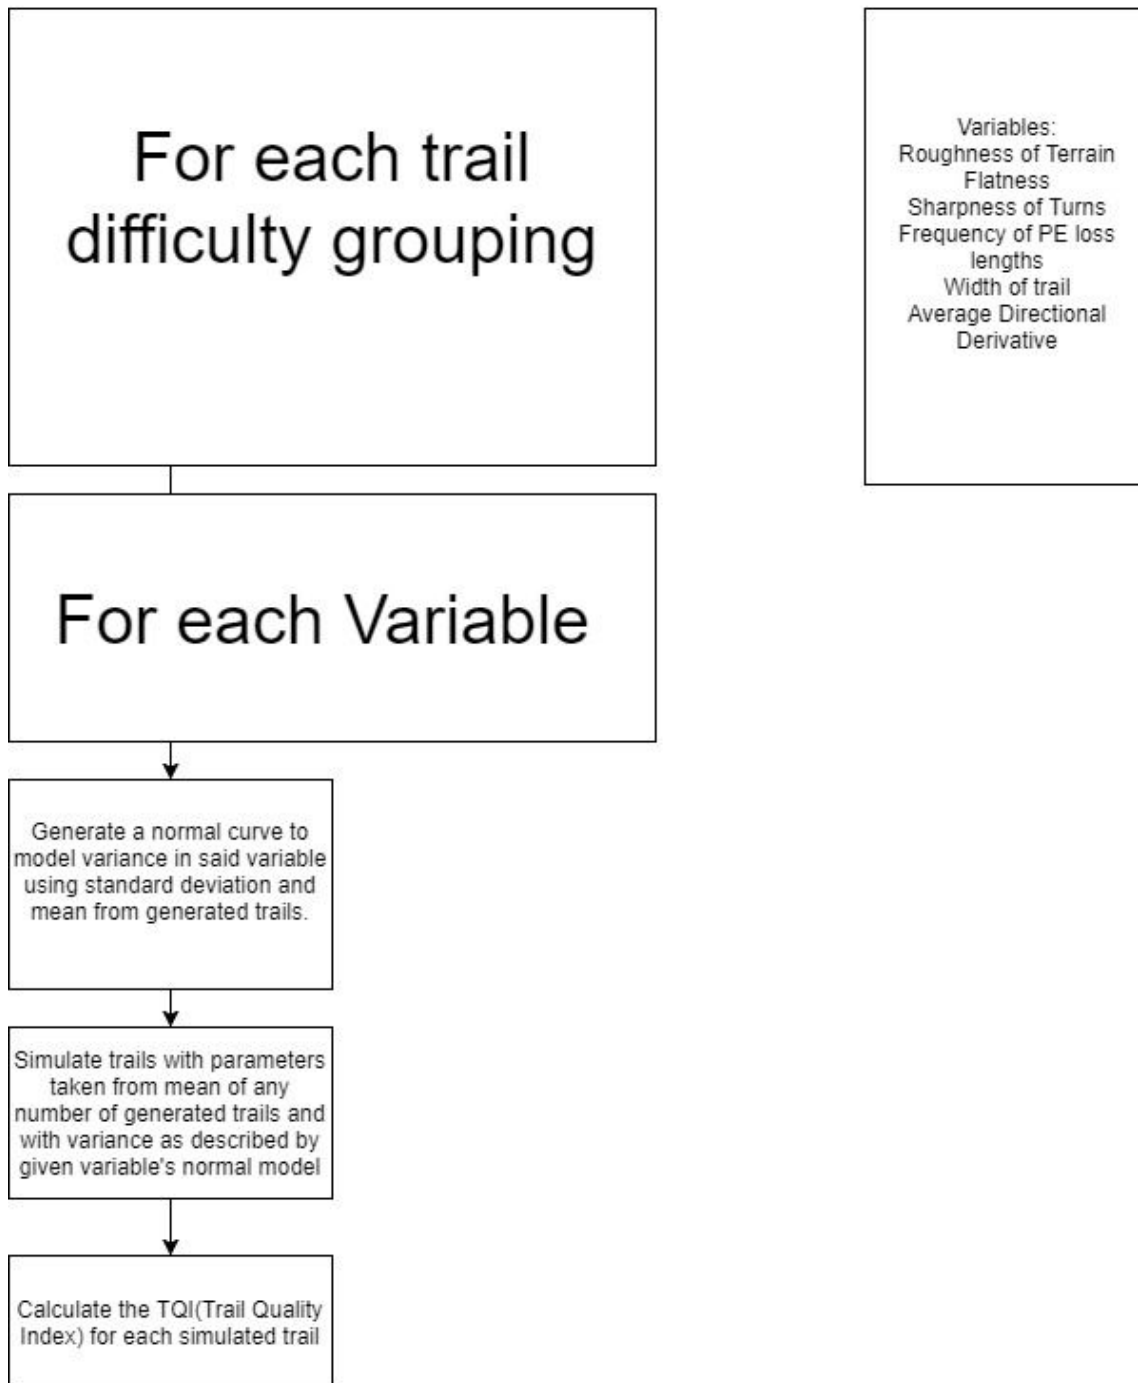 For each trail
difficulty grouping
Variables:
Roughness of Terrain
Flatness
Sharpness of Turns
Frequency of PE loss
lengths
Width of trail
Average Directional
Derivative
For each Variable
Generate a normal curve to
model variance in said variable
using standard deviation and
mean from generated trails.
Simulate trails with parameters
taken from mean of any
number of generated trails and
with variance as described by
given variable's normal model
Calculate the TQI(Trail Quality
Index) for each simulated trail